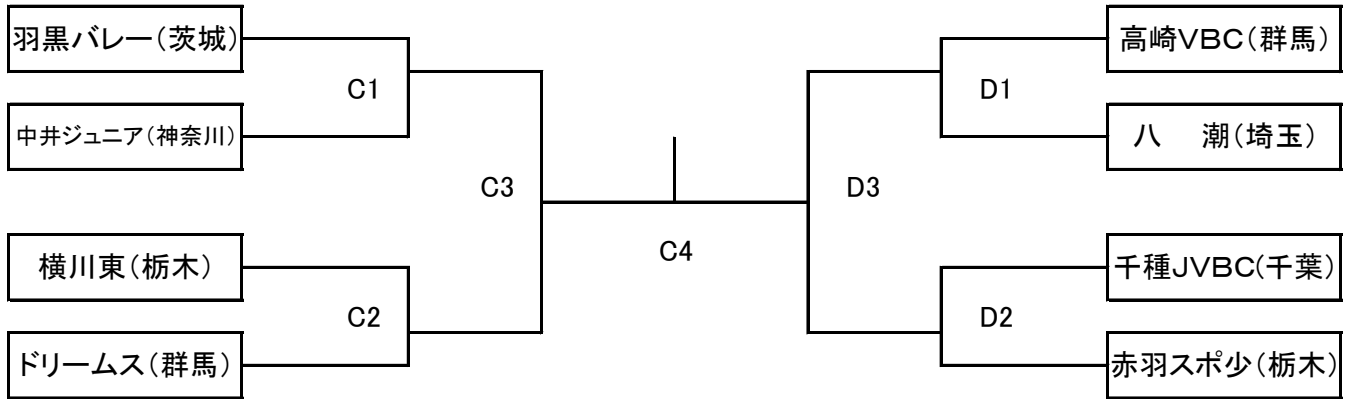 羽黒バレー(茨城)
C1
中井ジュニア(神奈川)
C3
横川東(栃木)
C2
ドリームス(群馬)
C4
高崎VBC(群馬)
D1
八　潮(埼玉)
D3
千種JVBC(千葉)
D2
赤羽スポ少(栃木)